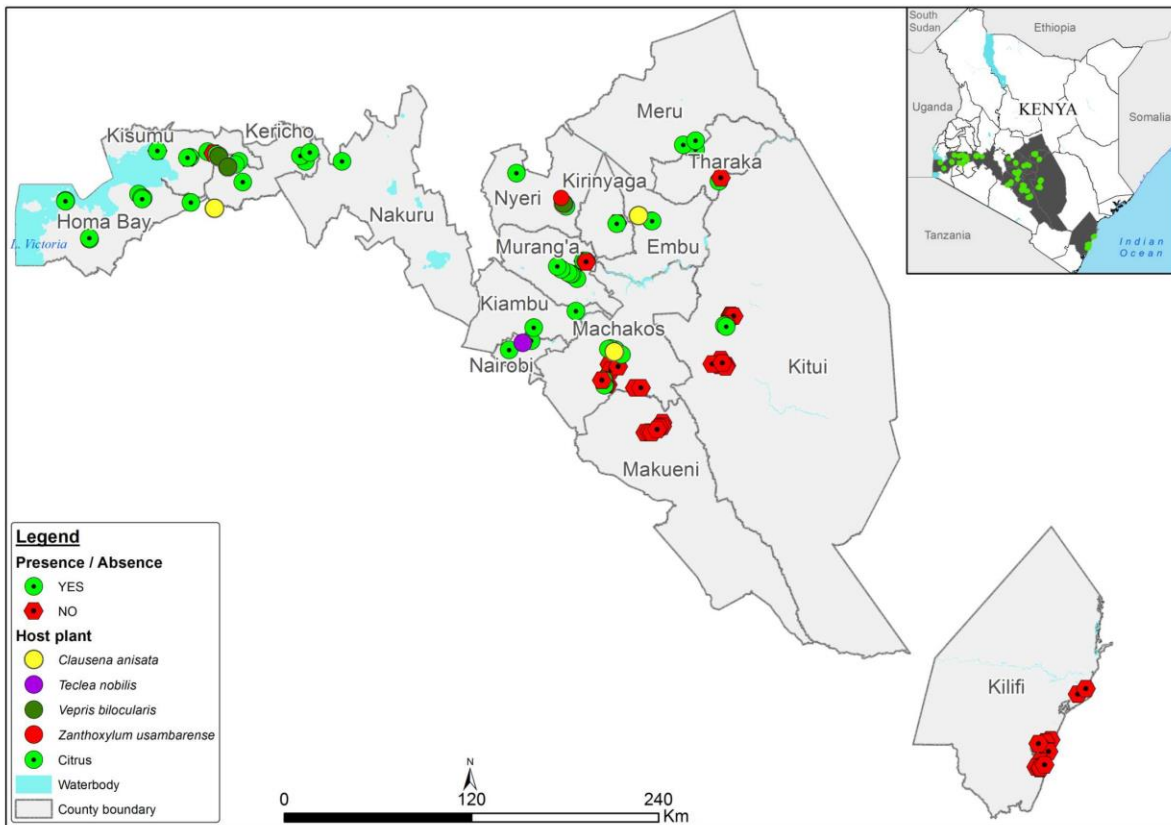 South
Sudan
Ethiopia
Uganda
KENYA
Somalia
Tanzania
Indian
Ocean
Meru
Kisumu
Kericho
Tharaka
Nyeri
Kirinyaga
Nakuru
Homa Bay
L. Victoria
Embu
Murang'a
Kiambu
Machakos
Nairobi
Kitui
Makueni
Kilifi
Legend
Presence / Absence
YES
NO
Host plant
Clausena anisata
Teclea nobilis
Vepris bilocularis
Zanthoxylum usambarense
Citrus
Waterbody
County boundary
N
0 120 240
Km